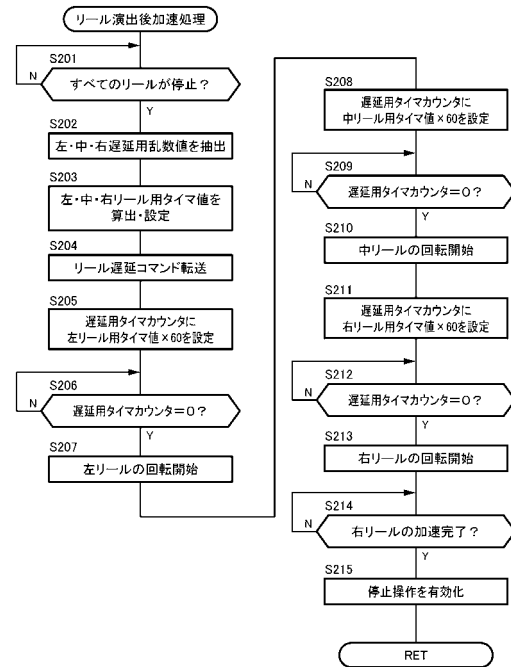 リール演出後加速処理
S201
すべてのリールが停止?
N
Y
S202
左・中・右遅延用乱数値を抽出
S203
左・中・右リール用タイマ値を
算出・設定
S204
リール遅延コマンド転送
S205
遅延用タイマカウンタに
左リール用タイマ値×60を設定
S206
遅延用タイマカウンタ=0?
N
Y
S207
左リールの回転開始
S208
遅延用タイマカウンタに
中リール用タイマ値×60を設定
S209
遅延用タイマカウンタ=0?
N
Y
S210
中リールの回転開始
S211
遅延用タイマカウンタに
右リール用タイマ値×60を設定
S212
遅延用タイマカウンタ=0?
N
Y
S213
右リールの回転開始
S214
右リールの加速完了?
N
Y
S215
停止操作を有効化
RET